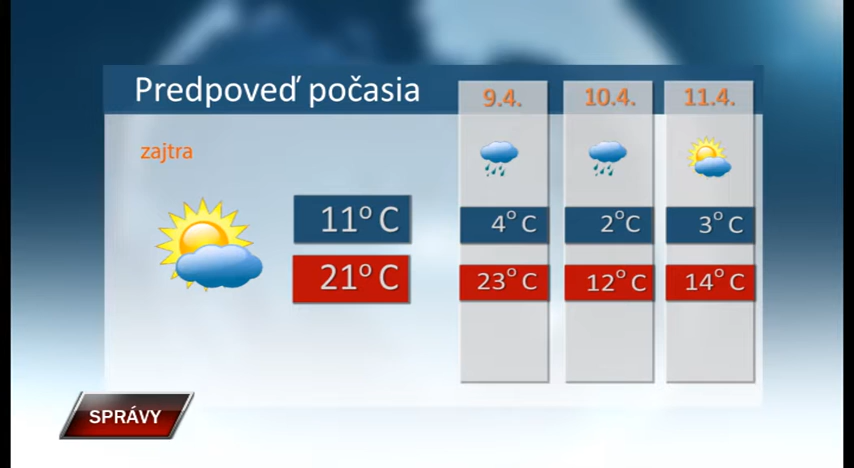 Predpoveď počasia
zajtra
11° C
21° C
9.4. 10.4. 11.4.
4° C 2°C 3° C
23° C 12° C 14° C
SPRÁVY